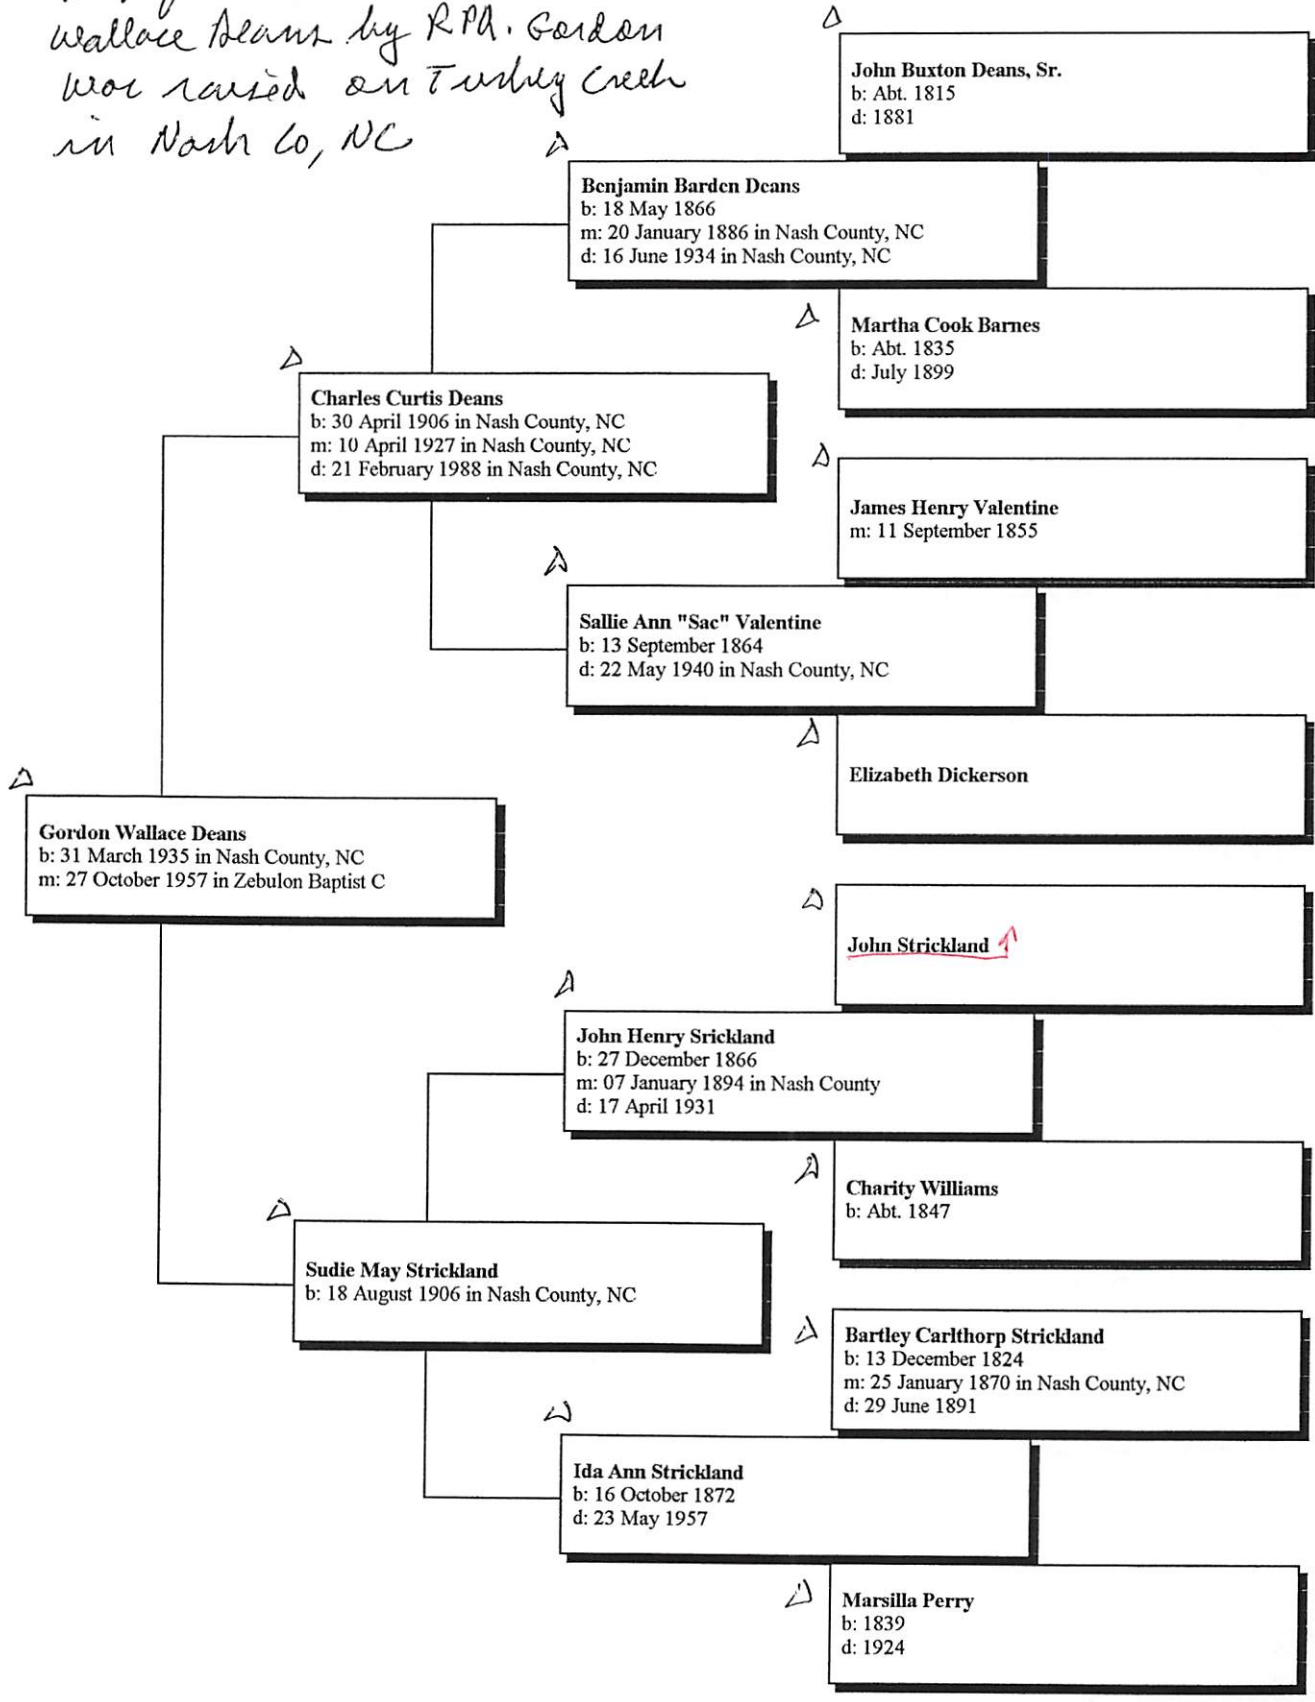 Wallace Deans by RPD. Gordon
was raised on Turkey Creek
in Nash Co, NC
John Buxton Deans, Sr.
b: Abt. 1815
d: 1881
Benjamin Barden Deans
b: 18 May 1866
m: 20 January 1886 in Nash County, NC
d: 16 June 1934 in Nash County, NC
Martha Cook Barnes
b: Abt. 1835
d: July 1899
Charles Curtis Deans
b: 30 April 1906 in Nash County, NC
m: 10 April 1927 in Nash County, NC
d: 21 February 1988 in Nash County, NC
James Henry Valentine
m: 11 September 1855
Sallie Ann "Sac" Valentine
b: 13 September 1864
d: 22 May 1940 in Nash County, NC
Elizabeth Dickerson
Gordon Wallace Deans
b: 31 March 1935 in Nash County, NC
m: 27 October 1957 in Zebulon Baptist C
John Strickland
John Henry Srickland
b: 27 December 1866
m: 07 January 1894 in Nash County
d: 17 April 1931
Charity Williams
b: Abt. 1847
Sudie May Strickland
b: 18 August 1906 in Nash County, NC
Bartley Carlthorp Strickland
b: 13 December 1824
m: 25 January 1870 in Nash County, NC
d: 29 June 1891
Ida Ann Strickland
b: 16 October 1872
d: 23 May 1957
Marsilla Perry
b: 1839
d: 1924